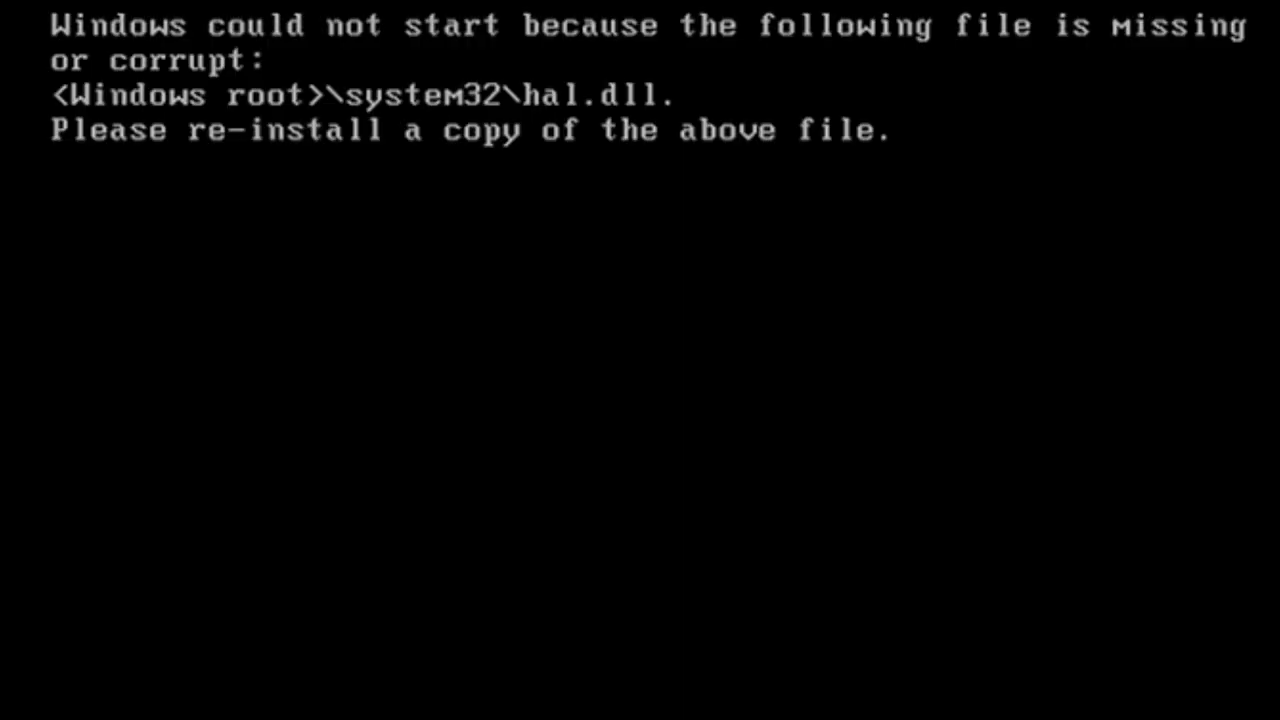 Windows could not start because the following file is missing
or corrupt:
<Windows root>\system32\hal.dll.
Please re-install a copy of the above file.